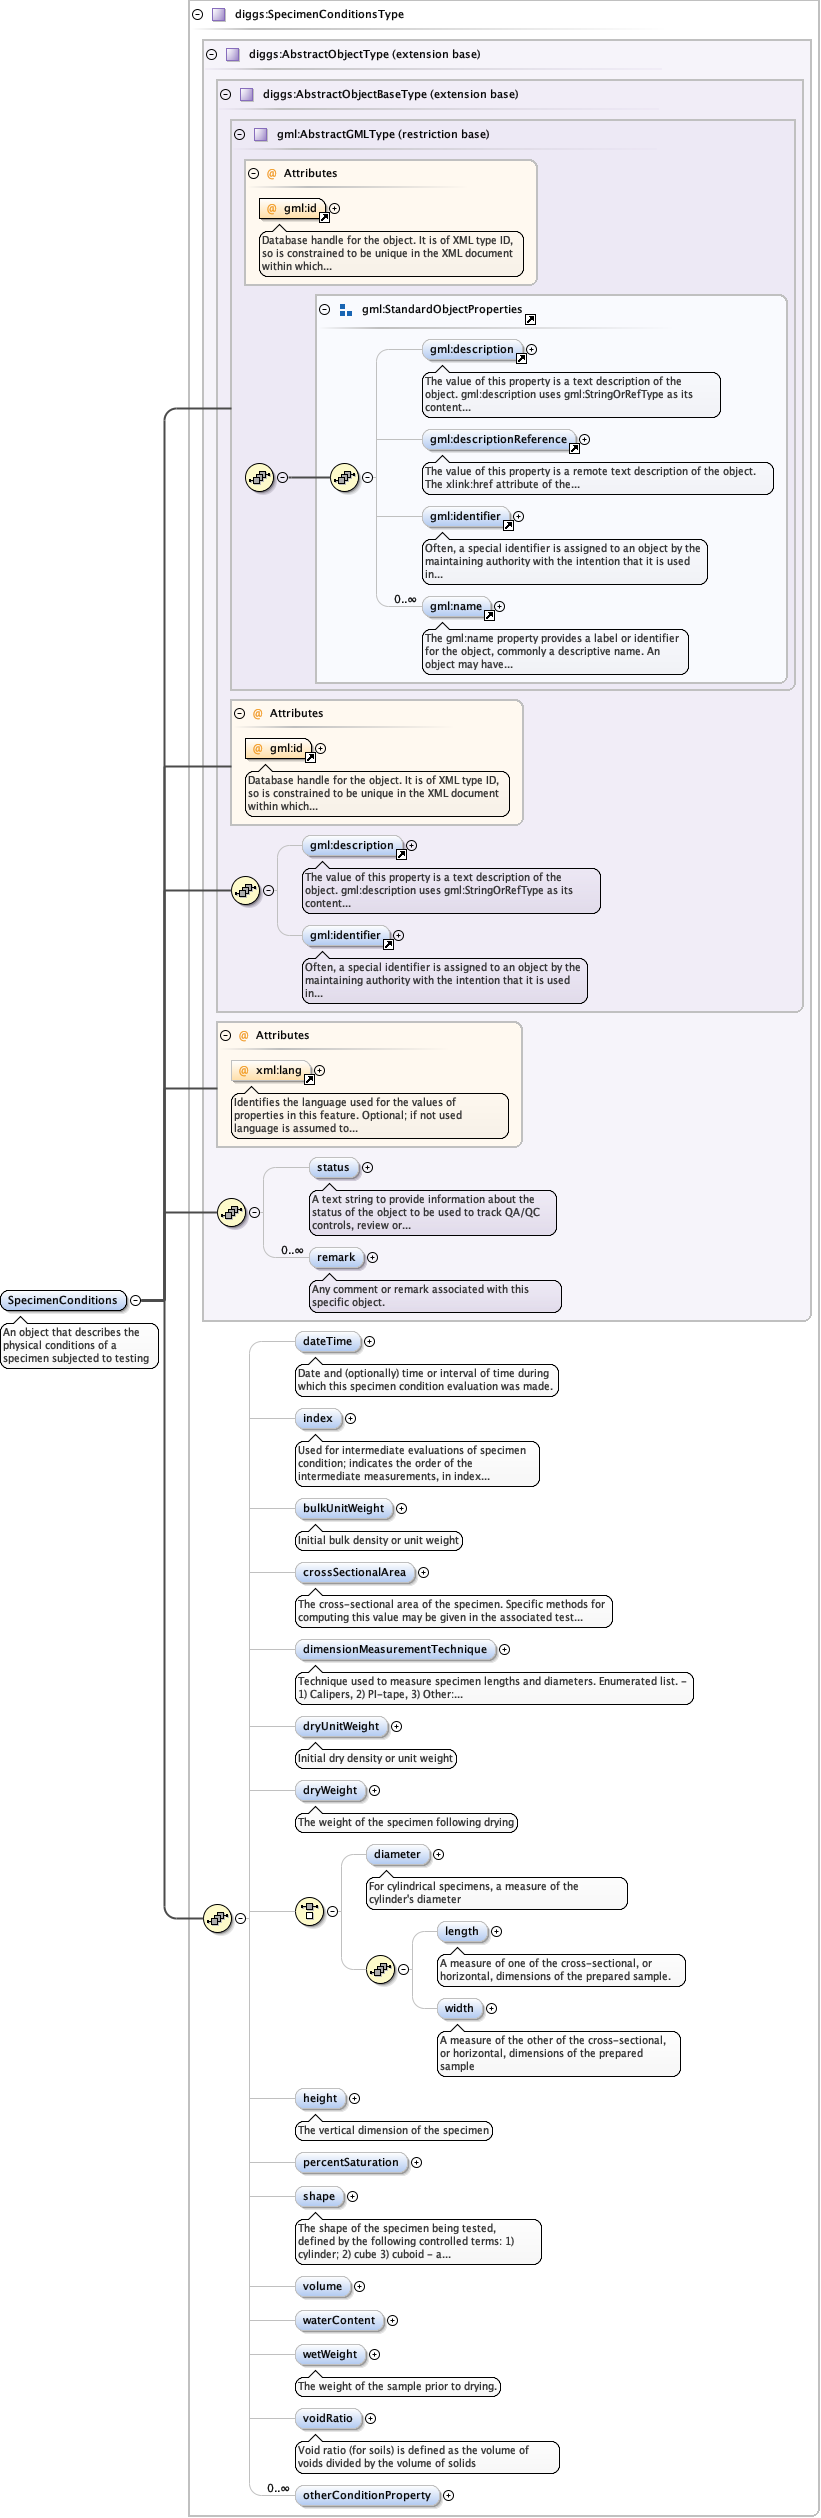 diggs:SpecimenConditionsType
diggs:AbstractObjectType (extension base)
diggs:AbstractObjectBaseType (extension base)
gml:AbstractGMLType (restriction base)
@ Attributes
@ gml:id
Database handle for the object. It is of XML type ID,
so is constrained to be unique in the XML document
within which...
gml:StandardObjectProperties
gml:description
The value of this property is a text description of the
object. gml:description uses gml:StringOrRefType as its
content...
gml:descriptionReference
The value of this property is a remote text description of the object.
The xlink:href attribute of the...
gml:identifier
Often, a special identifier is assigned to an object by the
maintaining authority with the intention that it is used
in...
0..∞
gml:name
The gml:name property provides a label or identifier
for the object, commonly a descriptive name. An
object may have...
@ Attributes
@ gml:id
Database handle for the object. It is of XML type ID,
so is constrained to be unique in the XML document
within which...
gml:description
The value of this property is a text description of the
object. gml:description uses gml:StringOrRefType as its
content...
gml:identifier
Often, a special identifier is assigned to an object by the
maintaining authority with the intention that it is used
in...
@ Attributes
@ xml:lang
Identifies the language used for the values of
properties in this feature. Optional; if not used
language is assumed to...
status
A text string to provide information about the
status of the object to be used to track QA/QC
controls, review or...
0..∞
remark
Any comment or remark associated with this
specific object.
SpecimenConditions
An object that describes the
physical conditions of a
specimen subjected to testing
dateTime
Date and (optionally) time or interval of time during
which this specimen condition evaluation was made.
index
Used for intermediate evaluations of specimen
condition; indicates the order of the
intermediate measurements, in index...
bulkUnitWeight
Initial bulk density or unit weight
crossSectionalArea
The cross-sectional area of the specimen. Specific methods for
computing this value may be given in the associated test...
dimensionMeasurementTechnique
Technique used to measure specimen lengths and diameters. Enumerated list. -
1) Calipers, 2) PI-tape, 3) Other:...
dryUnitWeight
Initial dry density or unit weight
dryWeight
The weight of the specimen following drying
diameter
For cylindrical specimens, a measure of the
cylinder's diameter
length
A measure of one of the cross-sectional, or
horizontal, dimensions of the prepared sample.
width
A measure of the other of the cross-sectional,
or horizontal, dimensions of the prepared
sample
height
The vertical dimension of the specimen
percentSaturation
shape
The shape of the specimen being tested,
defined by the following controlled terms: 1)
cylinder; 2) cube 3) cuboid - a...
volume
waterContent
wetWeight
The weight of the sample prior to drying.
voidRatio
Void ratio (for soils) is defined as the volume of
voids divided by the volume of solids
0..∞
otherConditionProperty